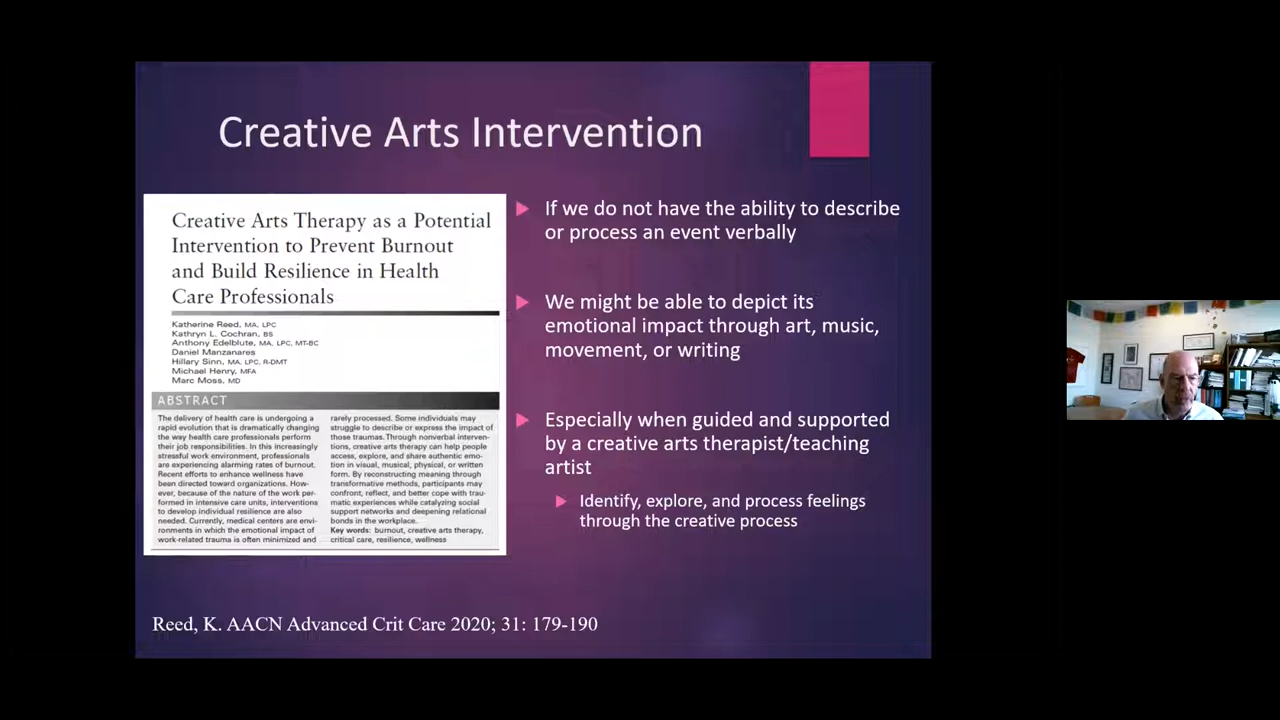 Creative Arts Intervention
Creative Arts Therapy as a Potential
Intervention to Prevent Burnout
and Build Resilience in Health
Care Professionals
Katherine Reed, MA, LPC
Kathryn L. Cochran, BS
Anthony Edelblute, MA, LPC, MT-BC
Daniel Manzanares
Hillary Sinn, MA, LPC, R-DMT
Michael Henry, MFA
Marc Moss, MD
ABSTRACT
The delivery of health care is undergoing a
rapid evolution that is dramatically changing
the way health care professionals perform
their job responsibilities. In this increasingly
stressful work environment, professionals
are experiencing alarming rates of burnout.
Recent efforts to enhance wellness have
been directed toward organizations. How-
ever, because of the nature of the work per-
formed in intensive care units, interventions
to develop individual resilience are also
needed. Currently, medical centers are envi-
ronments in which the emotional impact of
work-related trauma is often minimized and
rarely processed. Some individuals may
struggle to describe or express the impact of
those traumas. Through nonverbal interven-
tions, creative arts therapy can help people
access, explore, and share authentic emo-
tion in visual, musical, physical, or written
form. By reconstructing meaning through
transformative methods, participants may
confront, reflect, and better cope with trau-
matic experiences while catalyzing social
support networks and deepening relational
bonds in the workplace.
Key words: burnout, creative arts therapy,
critical care, resilience, wellness
If we do not have the ability to describe
or process an event verbally
We might be able to depict its
emotional impact through art, music,
movement, or writing
Especially when guided and supported
by a creative arts therapist/teaching
artist
Identify, explore, and process feelings
through the creative process
Reed, K. AACN Advanced Crit Care 2020; 31: 179-190